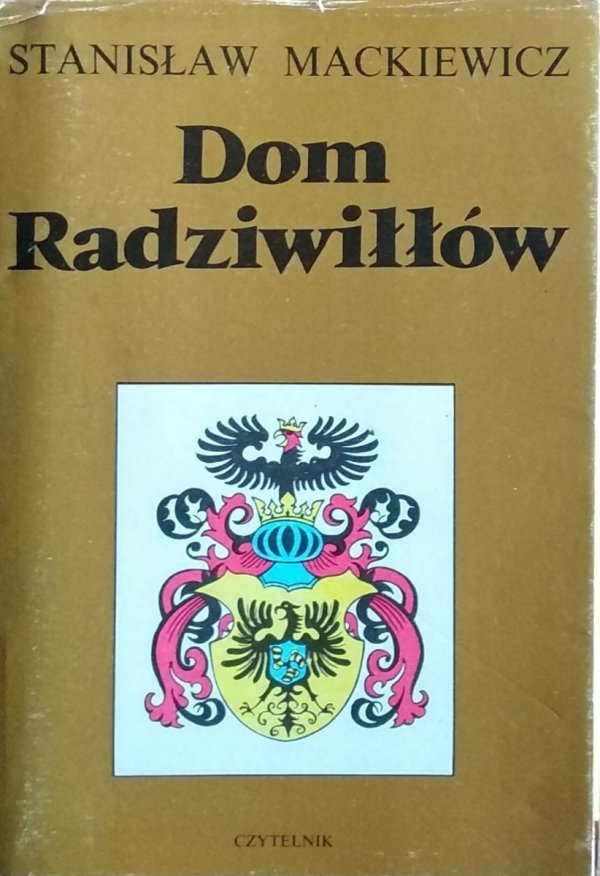 STANISŁAW MACKIEWICZ
Dom
Radziwiłłów
CZYTELNIK